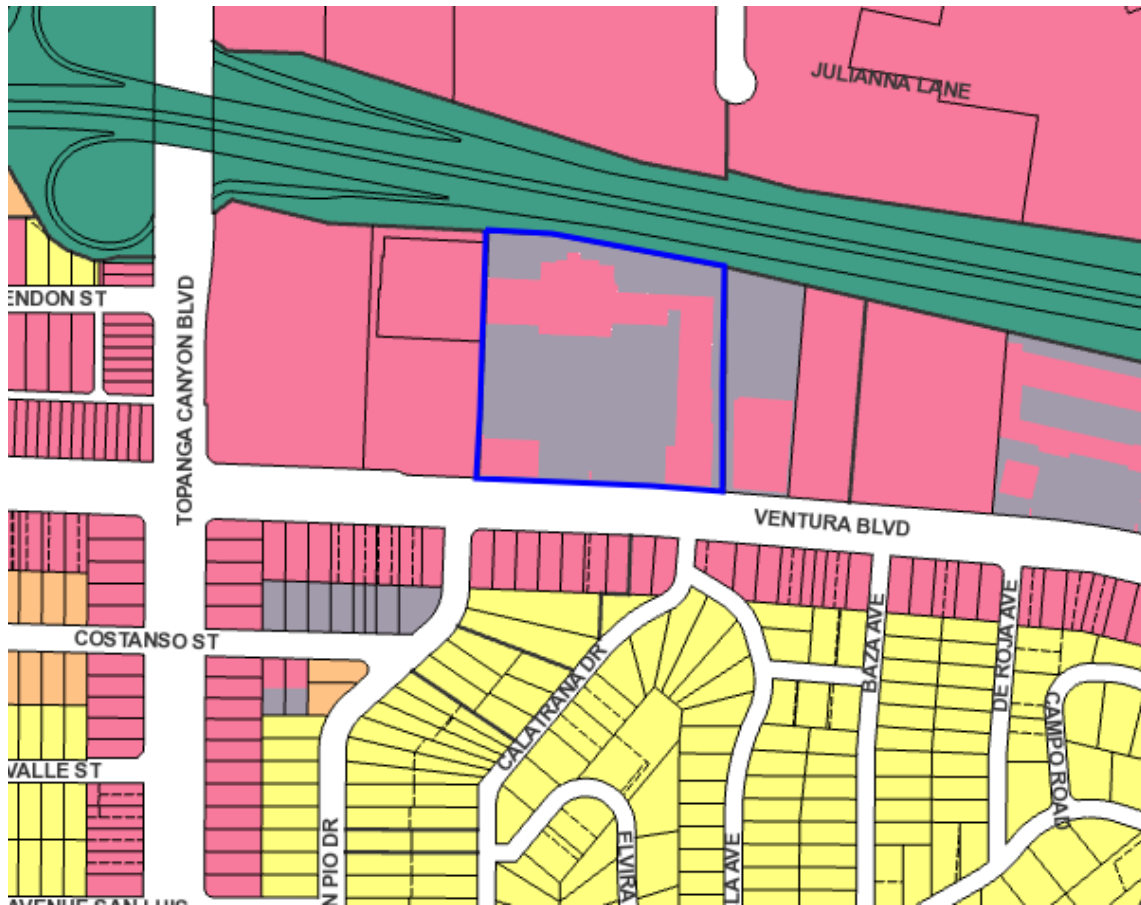 JULIANNA LANE
ENDON ST
TOPANGA CANYON BLVD
VENTURA BLVD
COSTANSO ST
BAZA AVE
DE ROJA AVE
CALATRANA DR
CAMPO ROAD
VALLE ST
N PIO DR
ELVIRA
LA AVE
AVENUE SAN LUIS